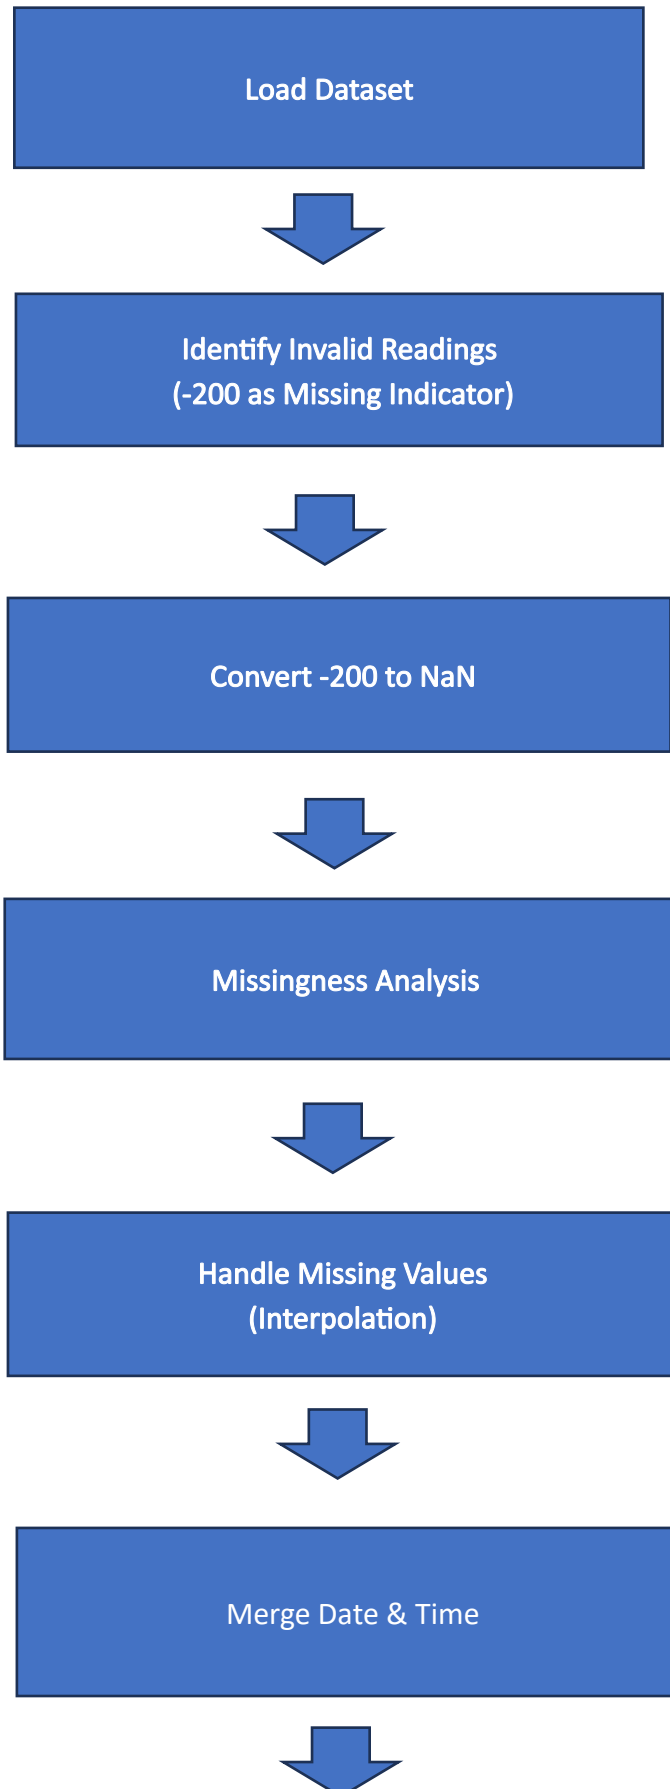 Load Dataset
Identify Invalid Readings
(-200 as Missing Indicator)
Convert -200 to NaN
Missingness Analysis
Handle Missing Values
(Interpolation)
Merge Date & Time